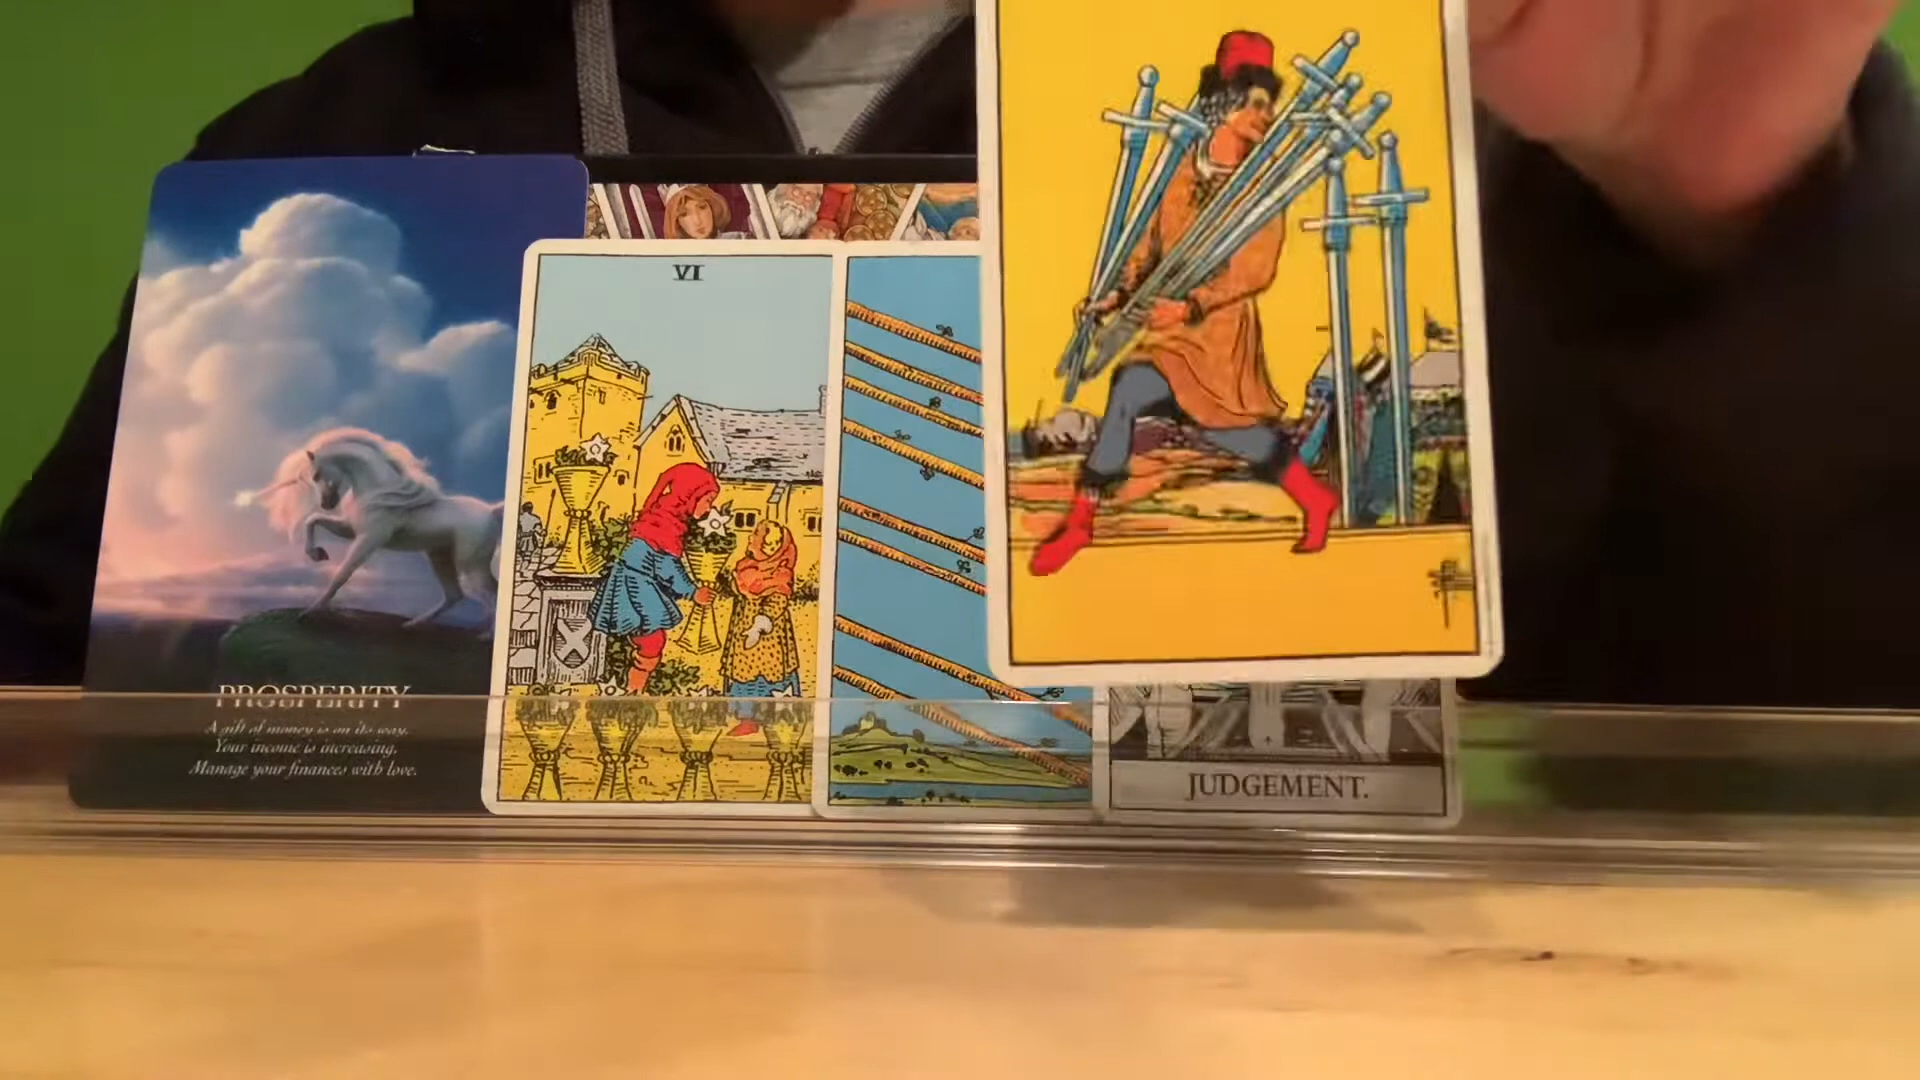 PROSPERITY
A gift of money is on its way.
Your income is increasing.
Manage your finances with love.
VI
JUDGEMENT.